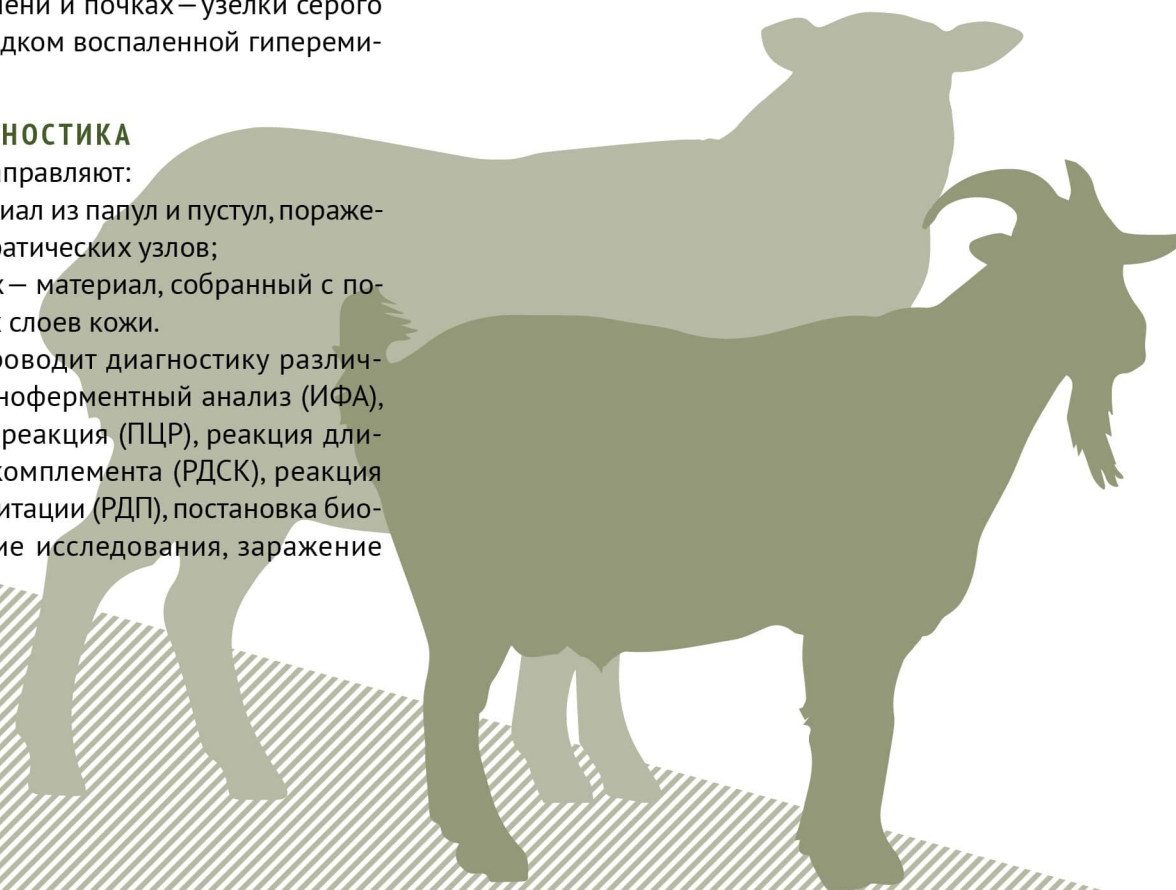 ени и почках — узелки серого
дком воспаленной гипереми-
НОСТИКА
правляют:
иал из папул и пустул, пораже-
атических узлов;
х — материал, собранный с по-
слоев кожи.
роводит диагностику различ-
ноферментный анализ (ИФА),
реакция (ПЦР), реакция дли-
комплемента (РДСК), реакция
итации (РДП), постановка био-
ие исследования, заражение